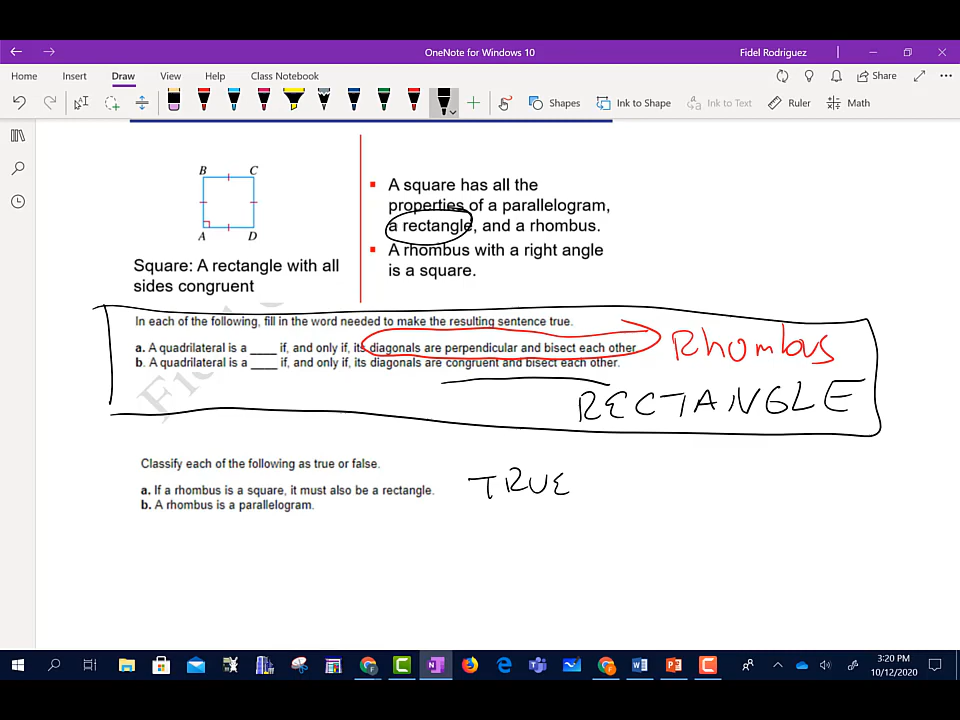 OneNote for Windows 10
Fidel Rodriguez
Home Insert Draw View Help Class Notebook
Share
Shapes
Ink to Shape
Ink to Text
Ruler
Math
B C
A D
Square: A rectangle with all
sides congruent
A square has all the
properties of a parallelogram,
a rectangle, and a rhombus.
A rhombus with a right angle
is a square.
In each of the following, fill in the word needed to make the resulting sentence true.
a. A quadrilateral is a ____ if, and only if, its diagonals are perpendicular and bisect each other.
Rhombus
b. A quadrilateral is a ____ if, and only if, its diagonals are congruent and bisect each other.
RECTANGLE
Classify each of the following as true or false.
a. If a rhombus is a square, it must also be a rectangle.
TRUE
b. A rhombus is a parallelogram.
3:20 PM
10/12/2020